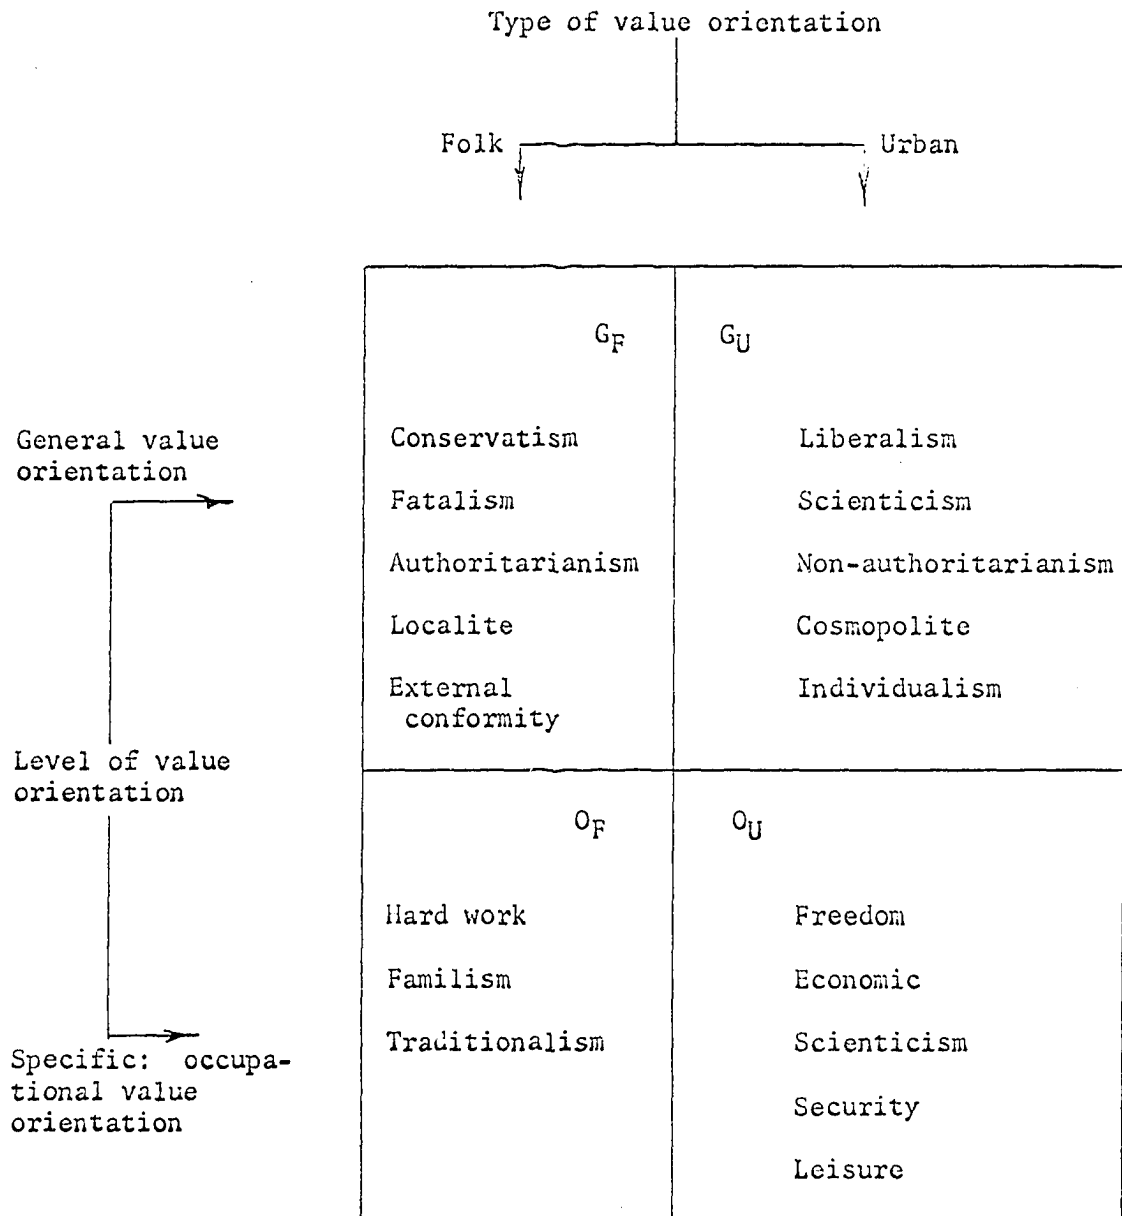 Type of value orientation
Folk
Urban
G_F
G_U
General value
orientation
Conservatism
Liberalism
Fatalism
Scienticism
Authoritarianism
Non-authoritarianism
Localite
Cosmopolite
External
conformity
Individualism
Level of value
orientation
O_F
O_U
Hard work
Freedom
Familism
Economic
Traditionalism
Scienticism
Specific: occupa-
tional value
orientation
Security
Leisure